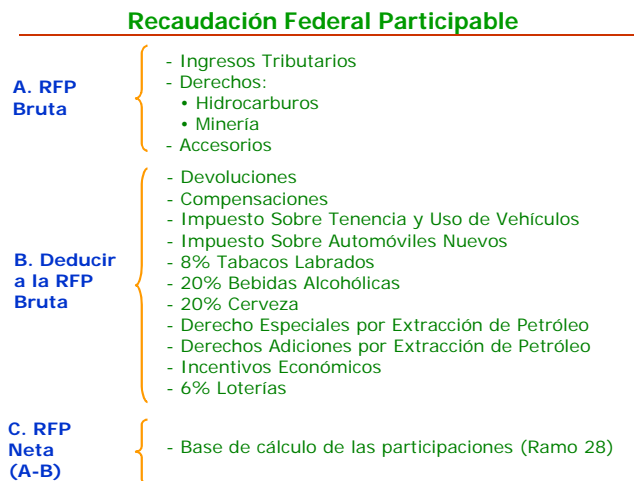 Recaudación Federal Participable
A. RFP
Bruta
- Ingresos Tributarios
- Derechos:
• Hidrocarburos
• Minería
- Accesorios
B. Deducir
a la RFP
Bruta
- Devoluciones
- Compensaciones
- Impuesto Sobre Tenencia y Uso de Vehículos
- Impuesto Sobre Automóviles Nuevos
- 8% Tabacos Labrados
- 20% Bebidas Alcohólicas
- 20% Cerveza
- Derecho Especiales por Extracción de Petróleo
- Derechos Adiciones por Extracción de Petróleo
- Incentivos Económicos
- 6% Loterías
C. RFP
Neta
(A-B)
- Base de cálculo de las participaciones (Ramo 28)